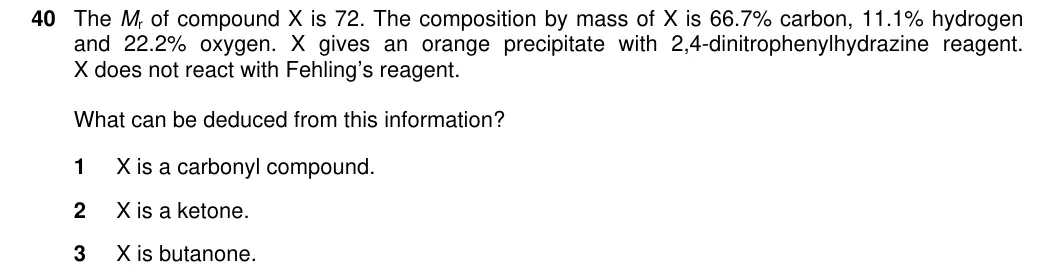 40 The Mr of compound X is 72. The composition by mass of X is 66.7% carbon, 11.1% hydrogen
and 22.2% oxygen. X gives an orange precipitate with 2,4-dinitrophenylhydrazine reagent.
X does not react with Fehling's reagent.
What can be deduced from this information?
1 X is a carbonyl compound.
2 X is a ketone.
3 X is butanone.